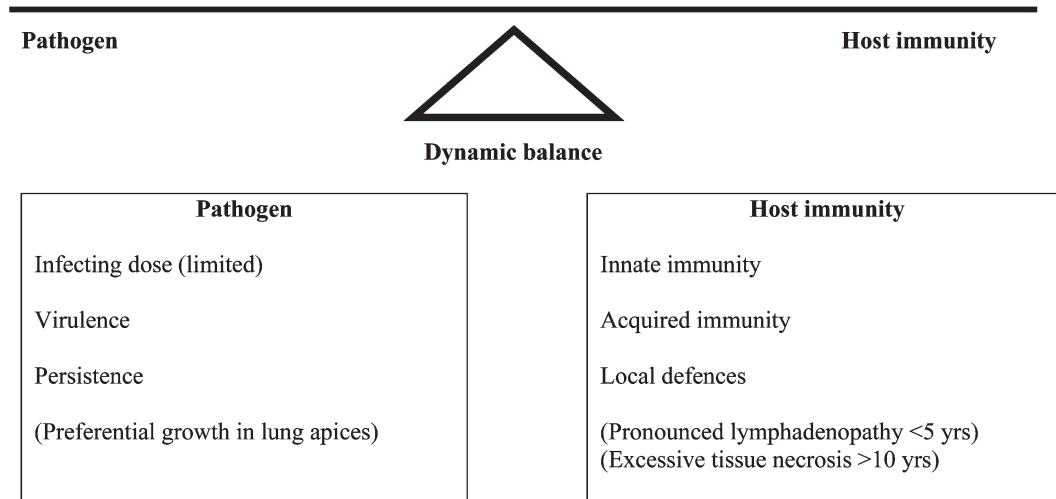 Pathogen
Host immunity
Dynamic balance
Pathogen
Infecting dose (limited)
Virulence
Persistence
(Preferential growth in lung apices)
Host immunity
Innate immunity
Acquired immunity
Local defences
(Pronounced lymphadenopathy <5 yrs)
(Excessive tissue necrosis >10 yrs)